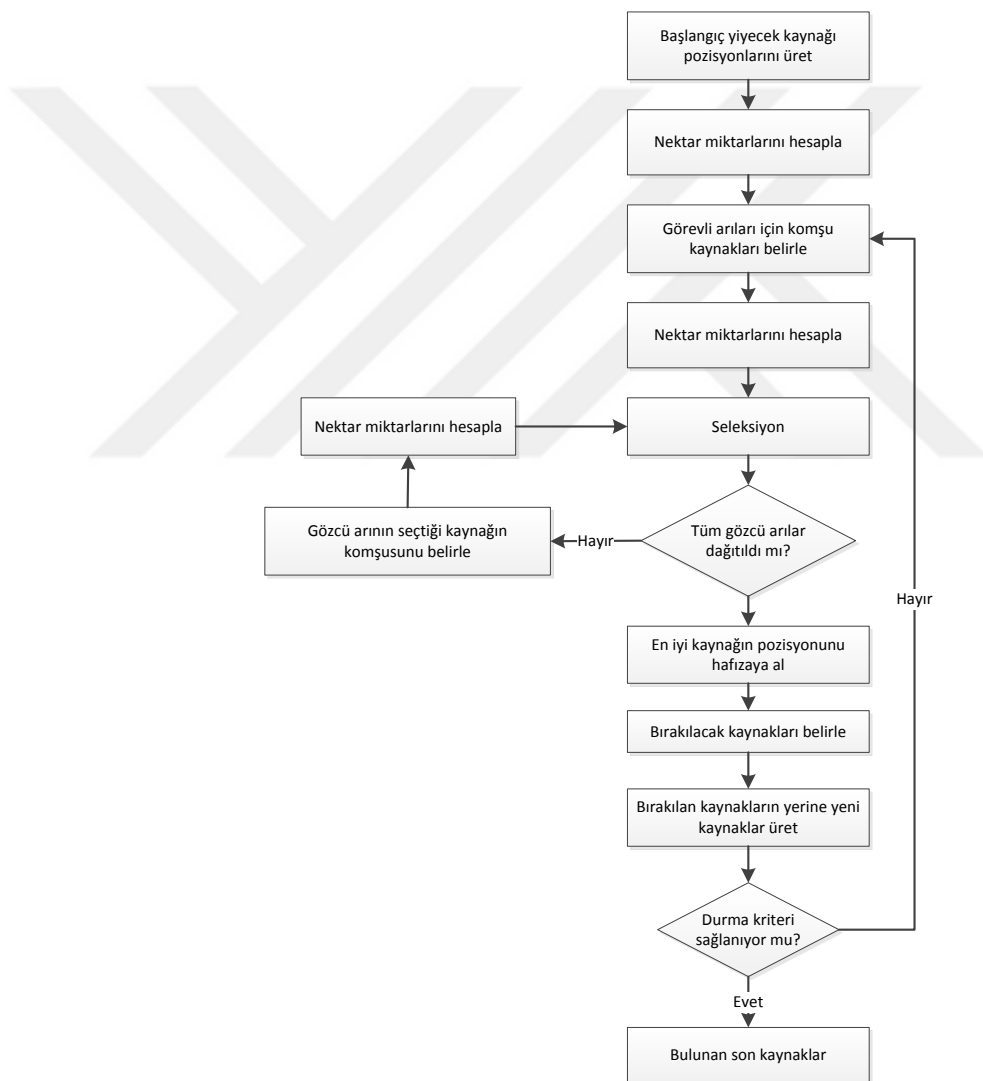 Başlangıç yiyecek kaynağı
pozisyonlarını üret
Nektar miktarlarını hesapla
Görevli arıları için komşu
kaynakları belirle
Nektar miktarlarını hesapla
Nektar miktarlarını hesapla
Seleksiyon
Gözcü arının seçtiği kaynağın
komşusunu belirle
Hayır
Tüm gözcü arılar
dağıtıldı mı?
Hayır
En iyi kaynağın pozisyonunu
hafızaya al
Bırakılacak kaynakları belirle
Bırakılan kaynakların yerine yeni
kaynaklar üret
Durma kriteri
sağlanıyor mu?
Evet
Bulunan son kaynaklar